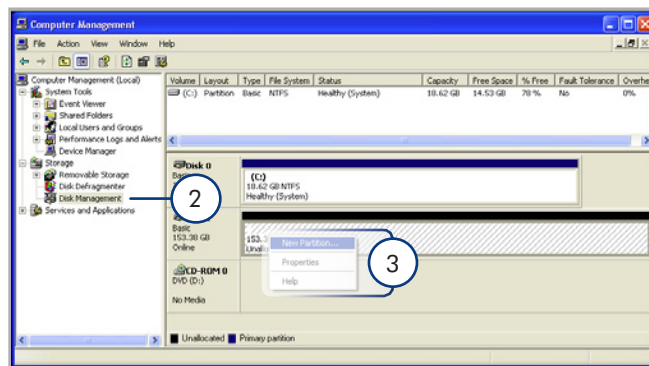 Computer Management
File Action View Window Help
Computer Management (Local)
System Tools
Event Viewer
Shared Folders
Local Users and Groups
Performance Logs and Alerts
Device Manager
Storage
Removable Storage
Disk Defragmenter
Disk Management
Services and Applications
2
Volume Layout Type File System Status Capacity Free Space % Free Fault Tolerance Overhe
(C:) Partition Basic NTFS Healthy (System) 18.62 GB 14.53 GB 78 % No 0%
Disk 0
(C:)
18.62 GB NTFS
Healthy (System)
Basic
153.38 GB
Online
153.3
New Partition...
Properties
Help
3
CD-ROM 0
DVD (D:)
No Media
Unallocated Primary partition